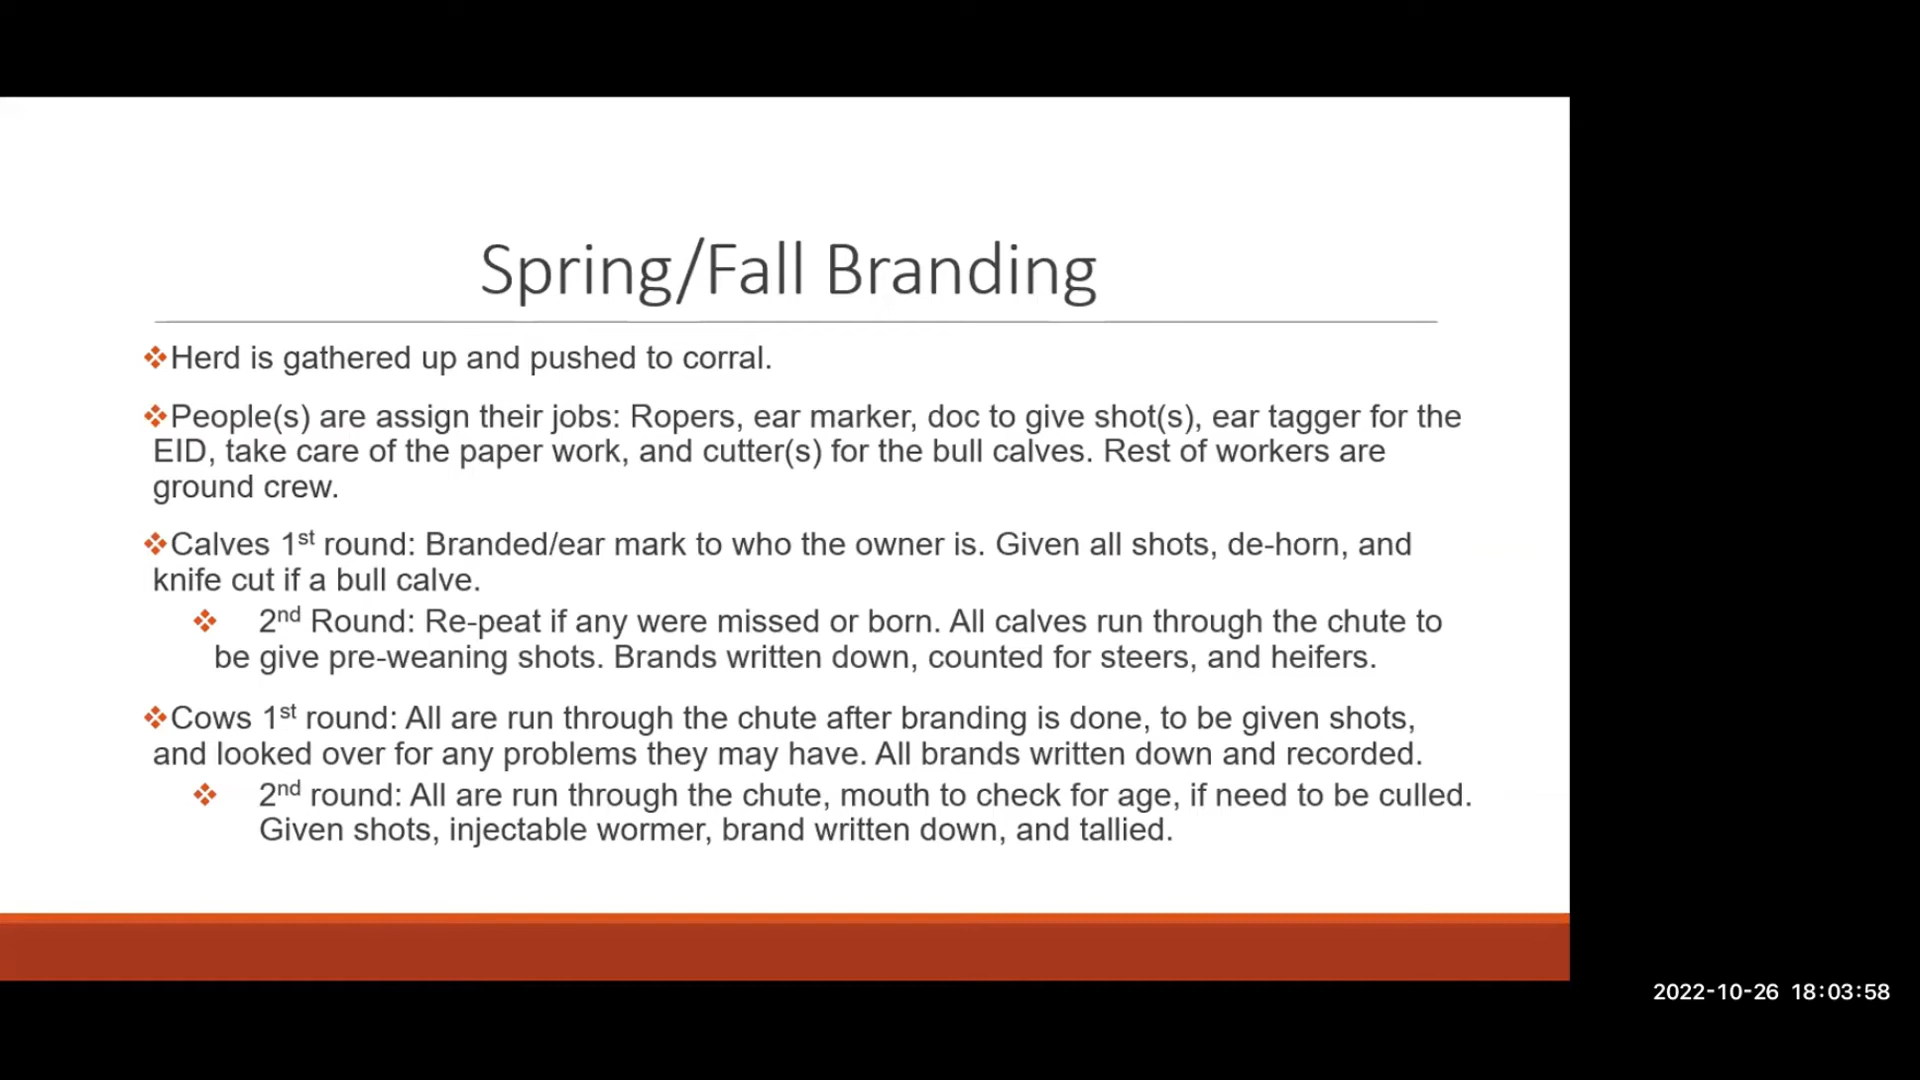 Spring/Fall Branding
❖Herd is gathered up and pushed to corral.
❖People(s) are assign their jobs: Ropers, ear marker, doc to give shot(s), ear tagger for the
EID, take care of the paper work, and cutter(s) for the bull calves. Rest of workers are
ground crew.
❖Calves 1st round: Branded/ear mark to who the owner is. Given all shots, de-horn, and
knife cut if a bull calve.
❖ 2nd Round: Re-peat if any were missed or born. All calves run through the chute to
be give pre-weaning shots. Brands written down, counted for steers, and heifers.
❖Cows 1st round: All are run through the chute after branding is done, to be given shots,
and looked over for any problems they may have. All brands written down and recorded.
❖ 2nd round: All are run through the chute, mouth to check for age, if need to be culled.
Given shots, injectable wormer, brand written down, and tallied.
2022-10-26 18:03:58